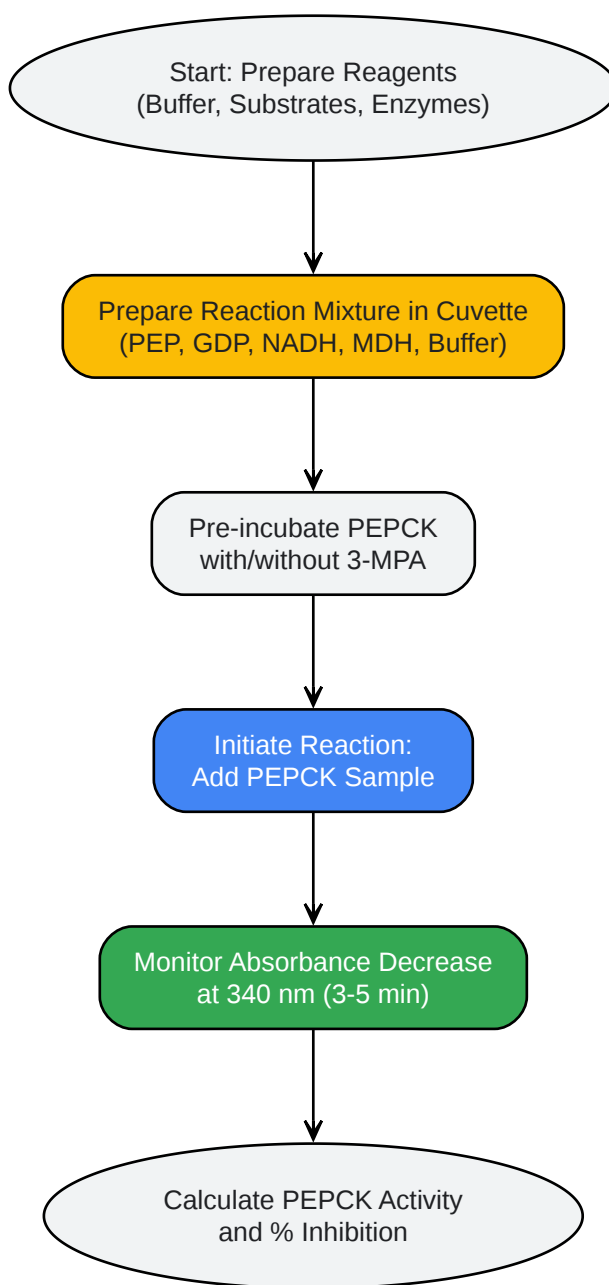 Start: Prepare Reagents
(Buffer, Substrates, Enzymes)
Prepare Reaction Mixture in Cuvette
(PEP, GDP, NADH, MDH, Buffer)
Pre-incubate PEPCK
with/without 3-MPA
Initiate Reaction:
Add PEPCK Sample
Monitor Absorbance Decrease
at 340 nm (3-5 min)
Calculate PEPCK Activity
and % Inhibition